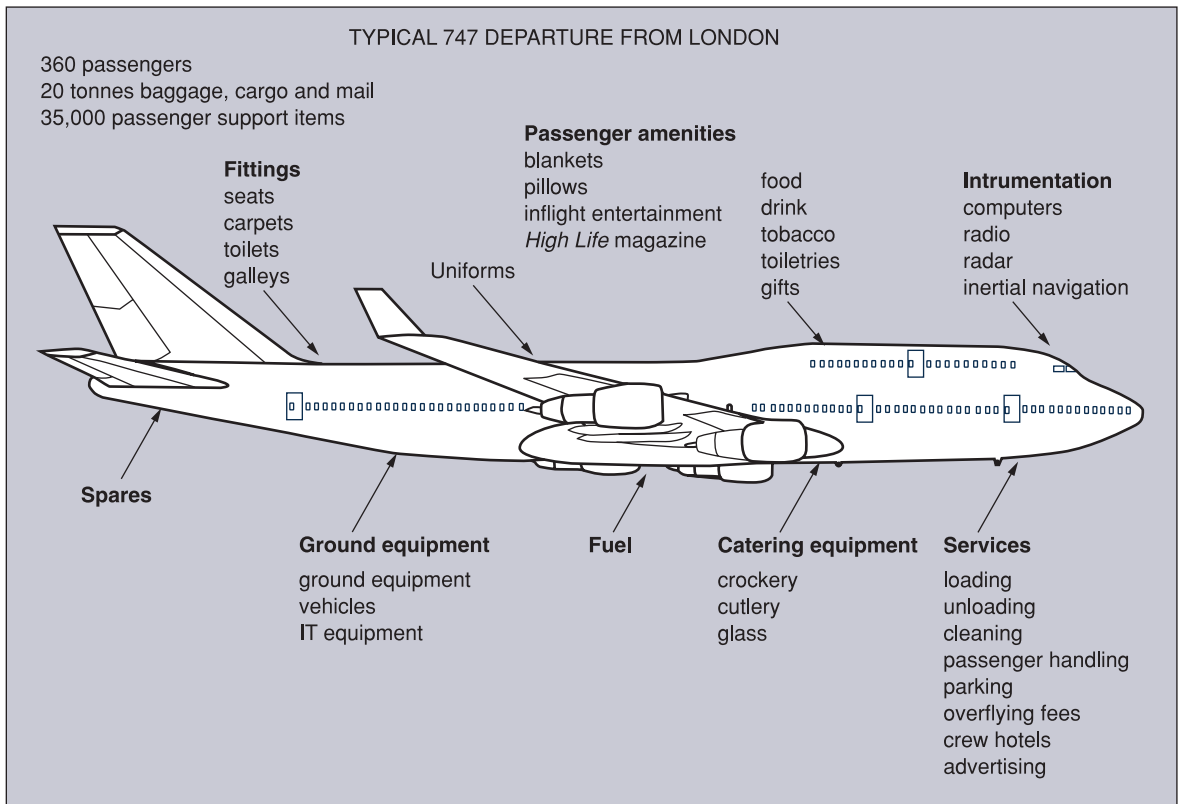 TYPICAL 747 DEPARTURE FROM LONDON
360 passengers
20 tonnes baggage, cargo and mail
35,000 passenger support items
Fittings
seats
carpets
toilets
galleys
Uniforms
Passenger amenities
blankets
pillows
inflight entertainment
High Life magazine
food
drink
tobacco
toiletries
gifts
Intrumentation
computers
radio
radar
inertial navigation
Spares
Ground equipment
ground equipment
vehicles
IT equipment
Fuel
Catering equipment
crockery
cutlery
glass
Services
loading
unloading
cleaning
passenger handling
parking
overflying fees
crew hotels
advertising